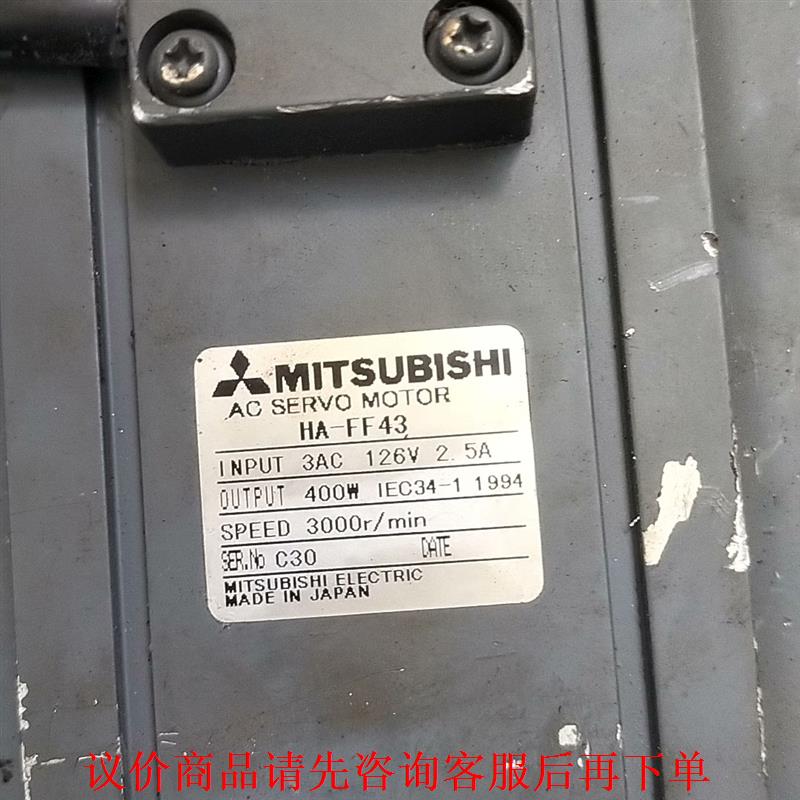 MITSUBISHI
AC SERVO MOTOR
HA-FF43
INPUT 3AC 126V 2.5A
OUTPUT 400W IEC34-1 1994
SPEED 3000r/min
SER.No C30 DATE
MITSUBISHI ELECTRIC
MADE IN JAPAN
议价商品请先咨询客服后再下单